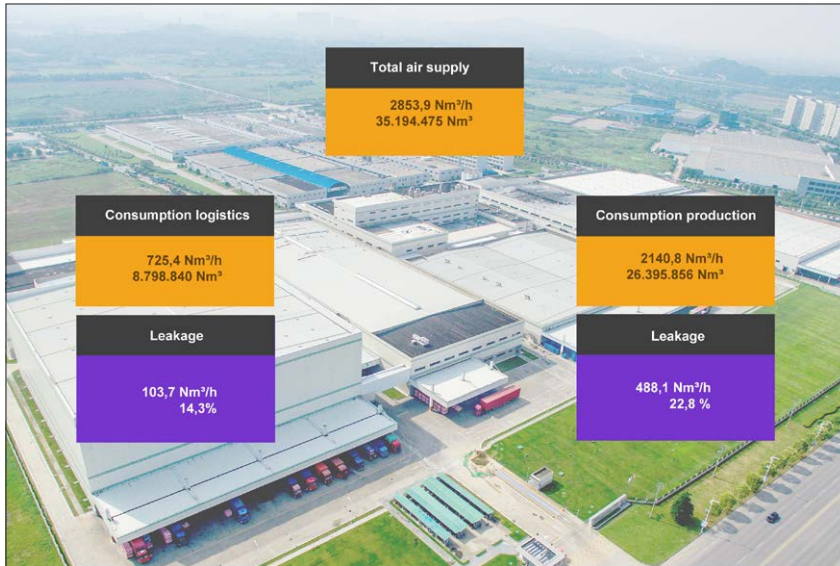 Total air supply
2853,9 Nm³/h
35.194.475 Nm³
Consumption logistics
725,4 Nm³/h
8.798.840 Nm³
Consumption production
2140,8 Nm³/h
26.395.856 Nm³
Leakage
103,7 Nm³/h
14,3%
Leakage
488,1 Nm³/h
22,8 %